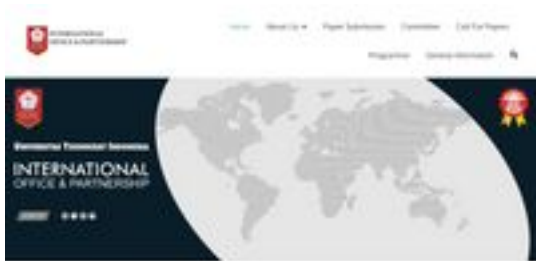 INTERNATIONAL
OFFICE & PARTNERSHIP
Home About Us Paper Submission Committee Call For Papers
Programme General Information
Universitas Teknokrat Indonesia
INTERNATIONAL
OFFICE & PARTNERSHIP